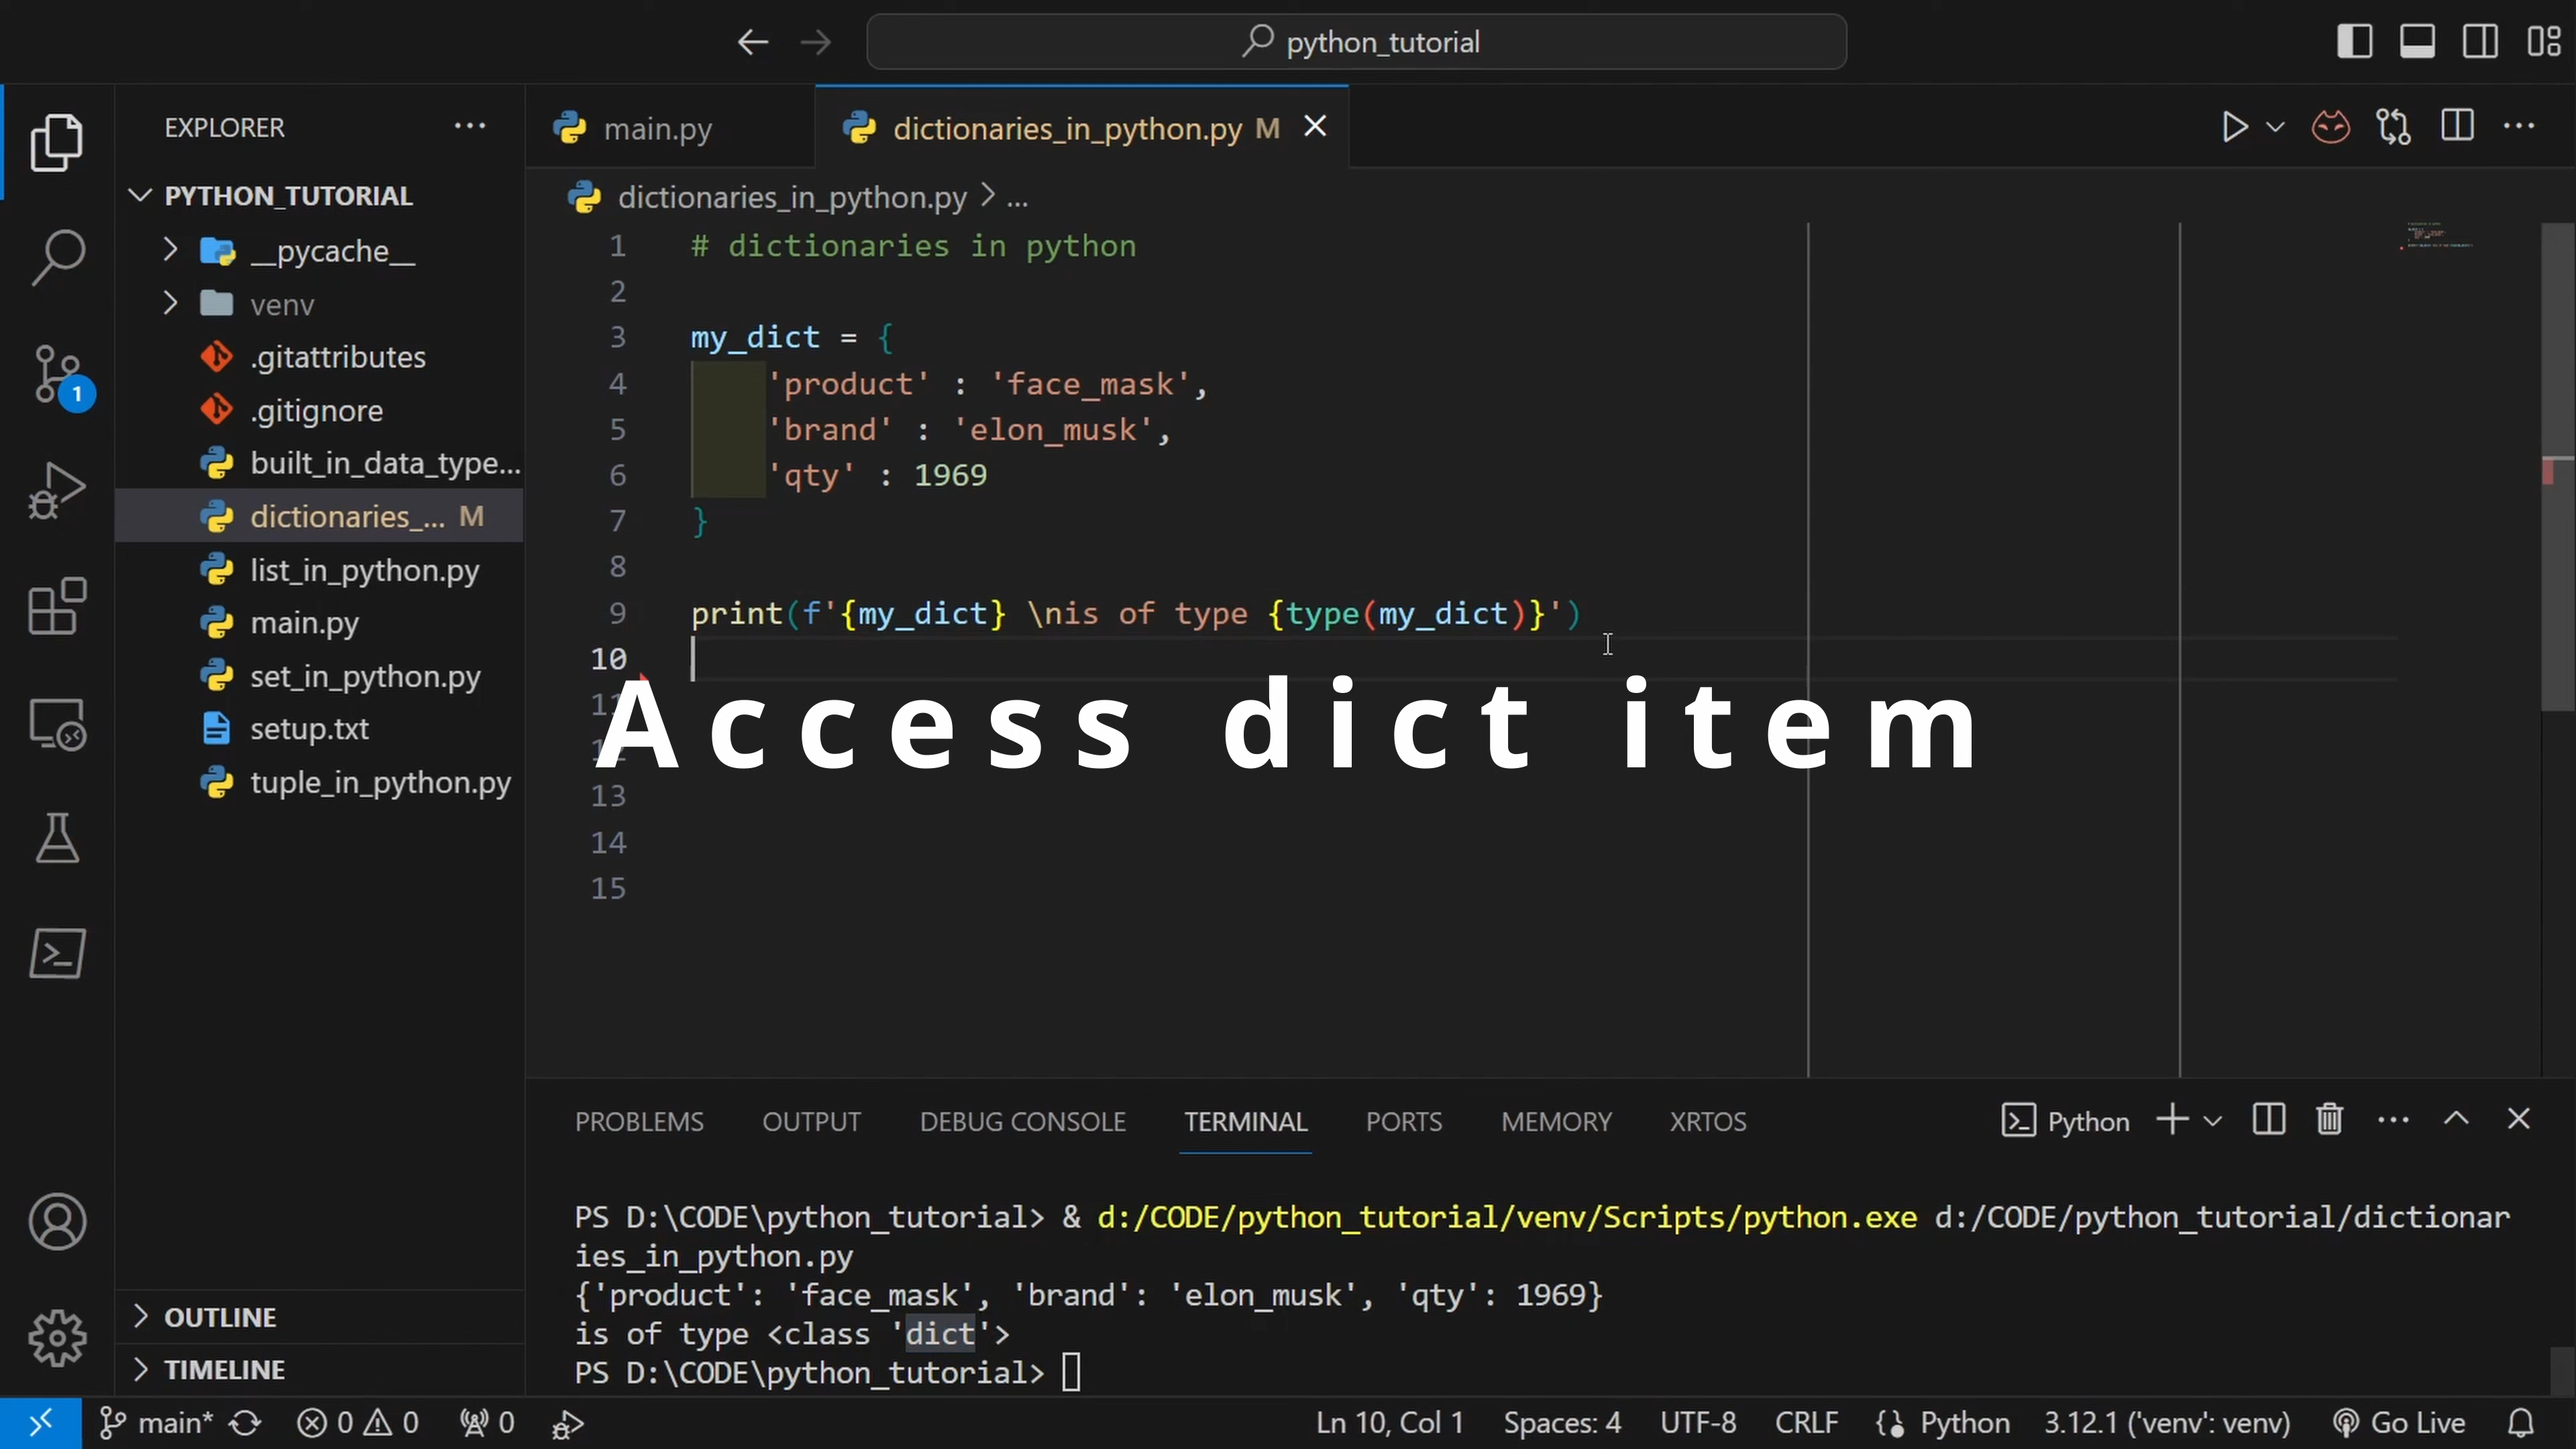 python_tutorial
EXPLORER
main.py
dictionaries_in_python.py M
PYTHON_TUTORIAL
dictionaries_in_python.py > ...
__pycache__
venv
.gitattributes
.gitignore
built_in_data_type...
dictionaries_... M
list_in_python.py
main.py
set_in_python.py
setup.txt
tuple_in_python.py
OUTLINE
TIMELINE
1
1 # dictionaries in python
2
3 my_dict = {
4 'product' : 'face_mask',
5 'brand' : 'elon_musk',
6 'qty' : 1969
7 }
8
9 print(f'{my_dict} \nis of type {type(my_dict)}')
10
11
Access dict item
12
13
14
15
PROBLEMS OUTPUT DEBUG CONSOLE TERMINAL PORTS MEMORY XRTOS
Python
PS D:\CODE\python_tutorial> & d:/CODE/python_tutorial/venv/Scripts/python.exe d:/CODE/python_tutorial/dictionar
ies_in_python.py
{'product': 'face_mask', 'brand': 'elon_musk', 'qty': 1969}
is of type <class 'dict'>
PS D:\CODE\python_tutorial>
main* 0 0 0 Ln 10, Col 1 Spaces: 4 UTF-8 CRLF Python 3.12.1 ('venv': venv) Go Live